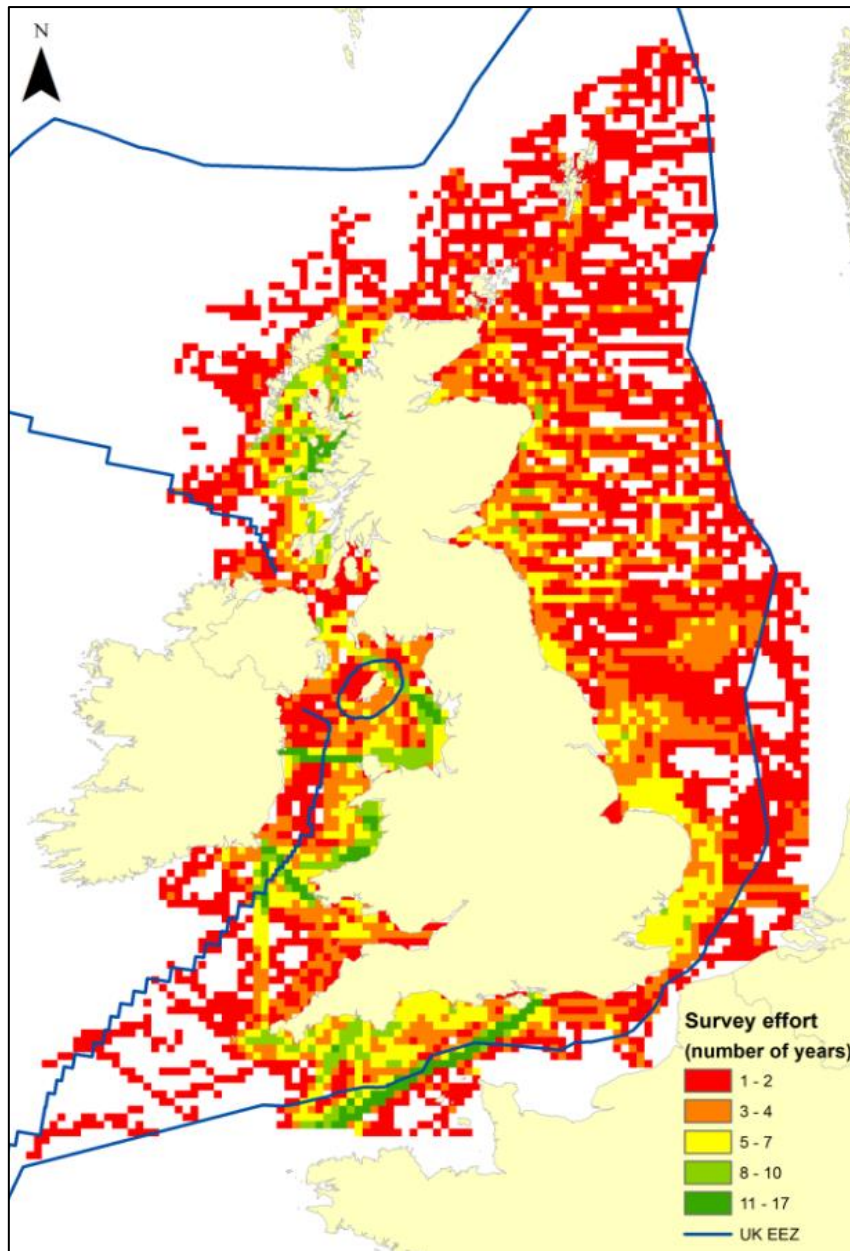 N
Survey effort
(number of years)
1 - 2
3 - 4
5 - 7
8 - 10
11 - 17
UK EEZ